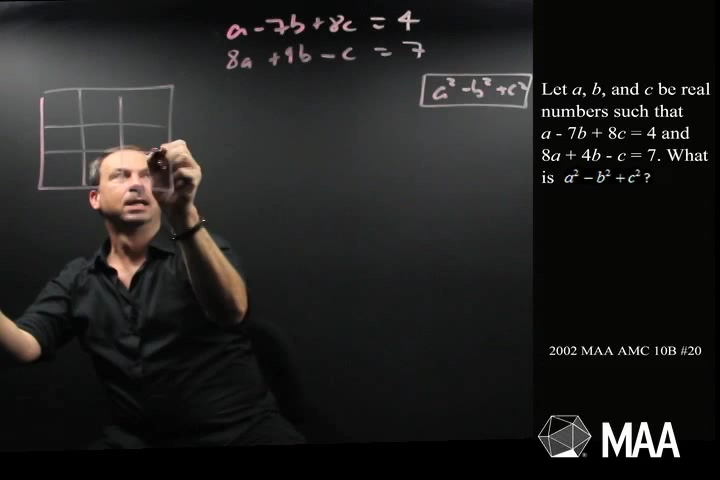 a - 7b + 8c = 4
8a + 4b - c = 7
a² - b² + c²
Let a, b, and c be real
numbers such that
a - 7b + 8c = 4 and
8a + 4b - c = 7. What
is a² – b² + c² ?
2002 MAA AMC 10B #20
MAA